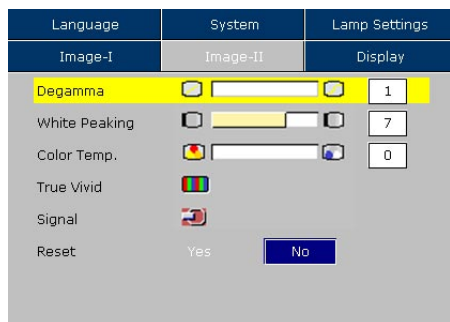 Language System Lamp Settings
Image-I Image-II Display
Degamma 1
White Peaking 7
Color Temp. 0
True Vivid
Signal
Reset Yes No